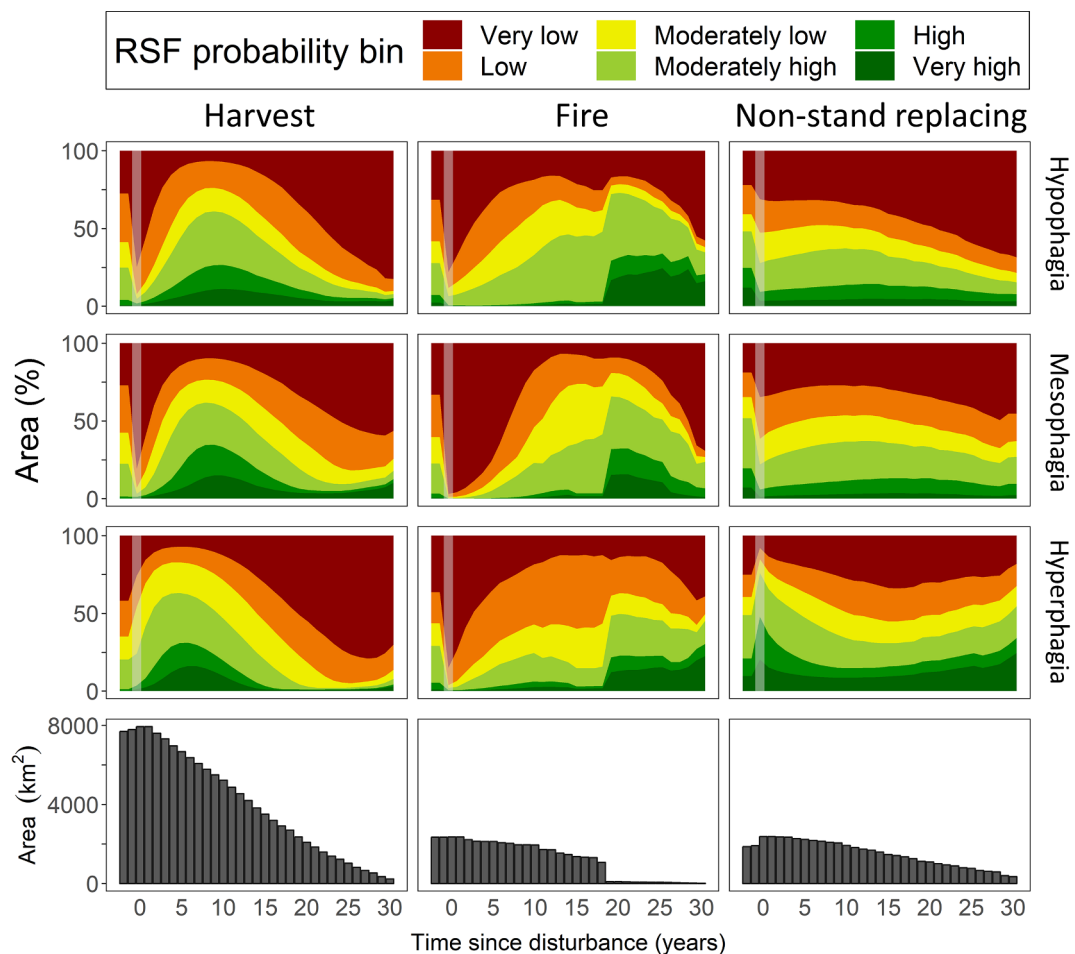 RSF probability bin
Very low
Low
Moderately low
Moderately high
High
Very high
Harvest
Fire
Non-stand replacing
100
50
0
Hypophagia
Area (%)
100
50
0
Mesophagia
100
50
0
Hyperphagia
Area (km²)
8000
4000
0
0 5 10 15 20 25 30
0 5 10 15 20 25 30
0 5 10 15 20 25 30
Time since disturbance (years)